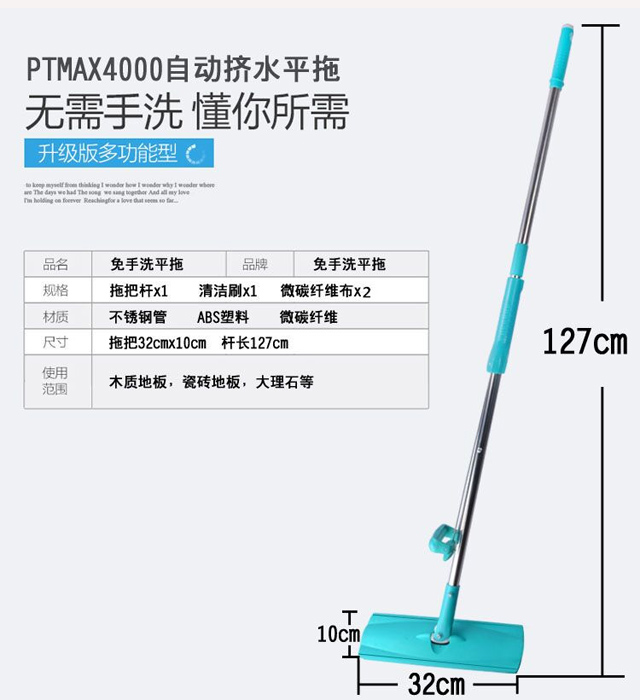 PTMAX4000自动挤水平拖
无需手洗 懂你所需
升级版多功能型
to keep myself from thinking I wonder how I wonder why I wonder where
are The days we had The song we sang together And all my love
I'm holding on forever Reachingfor a love that seem so far...
品名 免手洗平拖 品牌 免手洗平拖
规格 拖把杆x1 清洁刷x1 微碳纤维布x2
材质 不锈钢管 ABS塑料 微碳纤维
尺寸 拖把32cmx10cm 杆长127cm
使用
范围
木质地板，瓷砖地板，大理石等
127cm
10cm
32cm